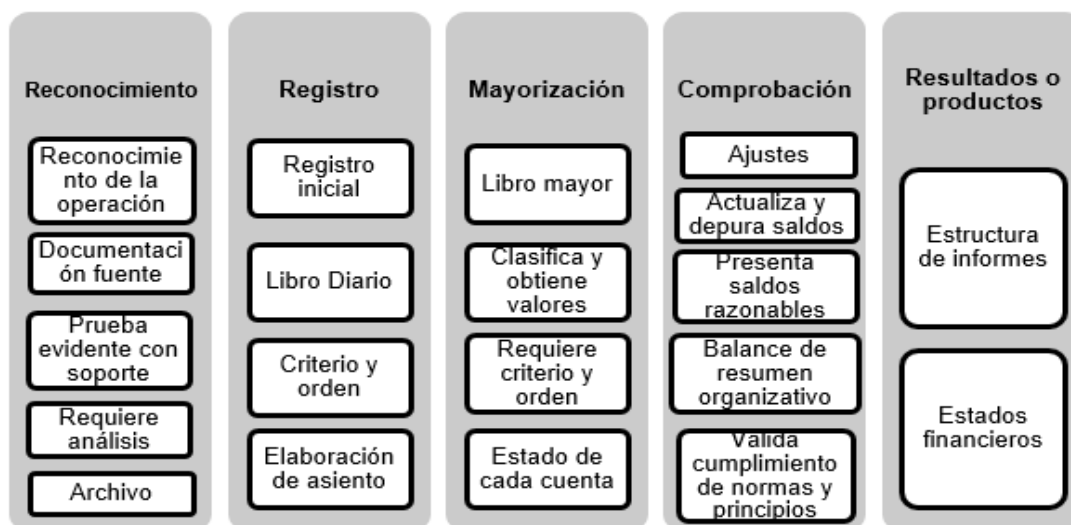 Reconocimiento
Reconocimie
nto de la
operación
Documentaci
ón fuente
Prueba
evidente con
soporte
Requiere
análisis
Archivo
Registro
Registro
inicial
Libro Diario
Criterio y
orden
Elaboración
de asiento
Mayorización
Libro mayor
Clasifica y
obtiene
valores
Requiere
criterio y
orden
Estado de
cada cuenta
Comprobación
Ajustes
Actualiza y
depura saldos
Presenta
saldos
razonables
Balance de
resumen
organizativo
Valida
cumplimiento
de normas y
principios
Resultados o
productos
Estructura
de informes
Estados
financieros